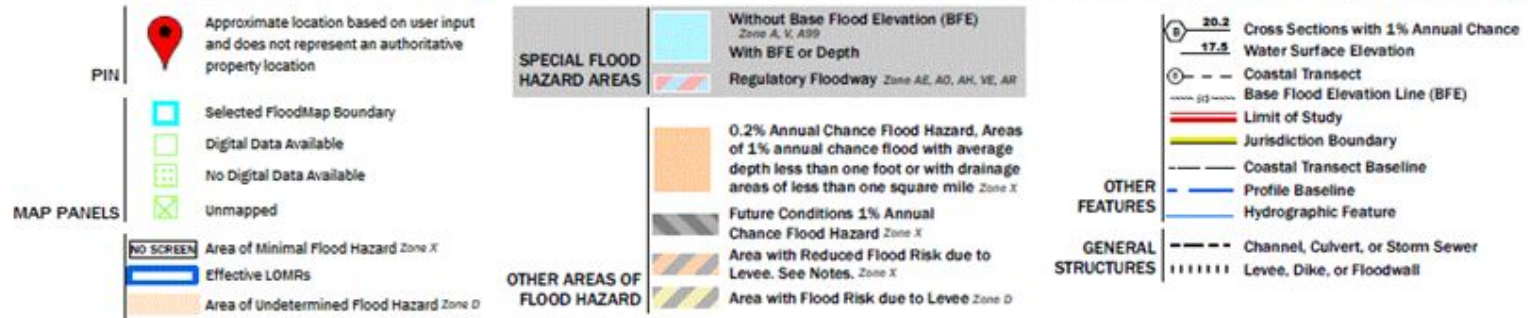 PIN
Approximate location based on user input
and does not represent an authoritative
property location
MAP PANELS
Selected FloodMap Boundary
Digital Data Available
No Digital Data Available
Unmapped
NO SCREEN Area of Minimal Flood Hazard Zone X
Effective LOMRs
Area of Undetermined Flood Hazard Zone D
SPECIAL FLOOD
HAZARD AREAS
Without Base Flood Elevation (BFE)
Zone A, V, A99
With BFE or Depth
Regulatory Floodway Zone AE, AO, AH, VE, AR
OTHER AREAS OF
FLOOD HAZARD
0.2% Annual Chance Flood Hazard, Areas
of 1% annual chance flood with average
depth less than one foot or with drainage
areas of less than one square mile Zone X
Future Conditions 1% Annual
Chance Flood Hazard Zone X
Area with Reduced Flood Risk due to
Levee. See Notes. Zone X
Area with Flood Risk due to Levee Zone D
OTHER
FEATURES
20.2 Cross Sections with 1% Annual Chance
17.5 Water Surface Elevation
Coastal Transect
Base Flood Elevation Line (BFE)
Limit of Study
Jurisdiction Boundary
Coastal Transect Baseline
Profile Baseline
Hydrographic Feature
GENERAL
STRUCTURES
Channel, Culvert, or Storm Sewer
Levee, Dike, or Floodwall